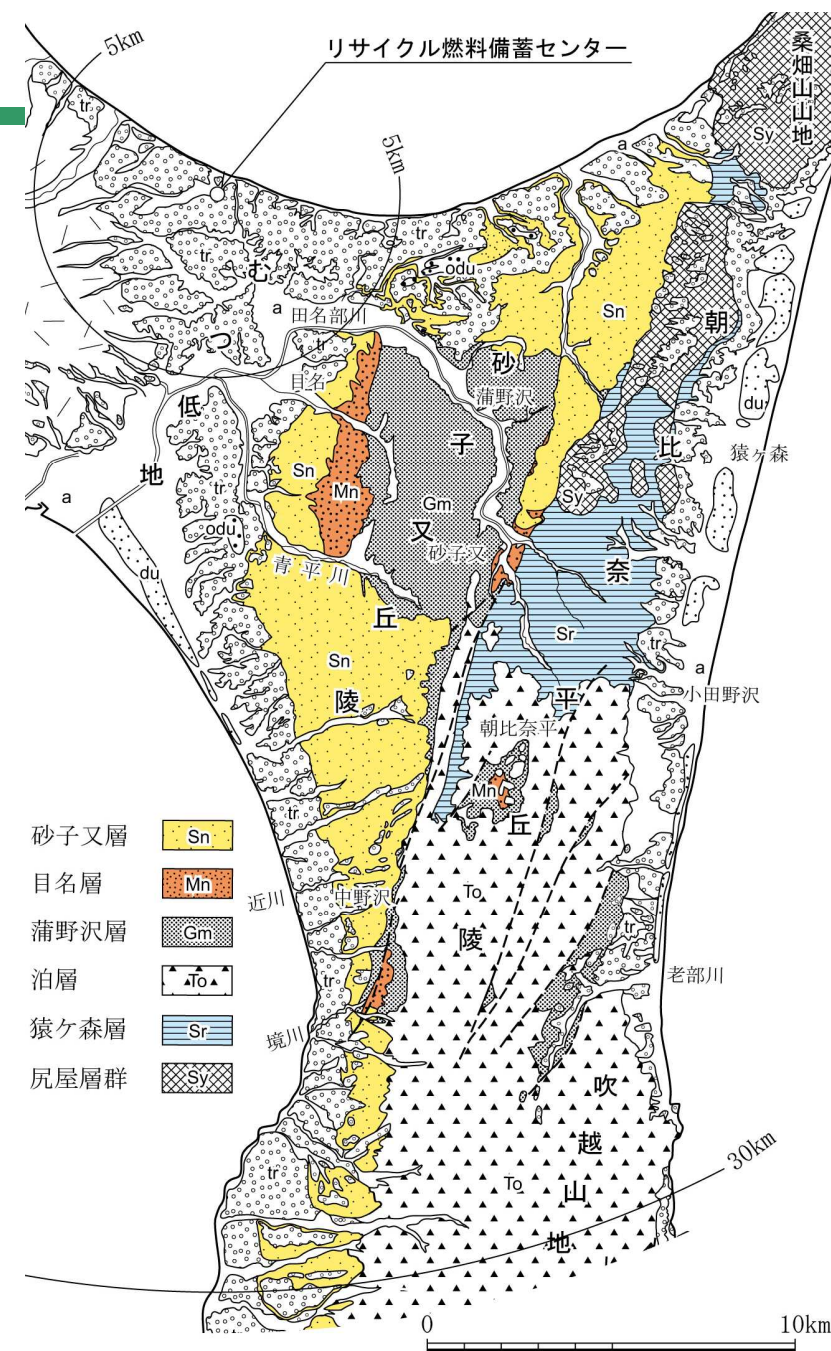 リサイクル燃料備蓄センター
桑畑山山地
5km
5km
tr
a
Sy
tr
tr
む
odu
tr
a
田名部川
つ
tr
目名
低
地
砂
蒲野沢
Sn
朝
du
猿ヶ森
比
子
Sn
Mn
Gm
又
砂子又
Sy
奈
tr
odu
a
du
青平川
丘
Sr
tr
a
小田野沢
Sn
陵
平
朝比奈平
Mn
丘
砂子又層 Sn
目名層 Mn
蒲野沢層 Gm
泊層 To
猿ケ森層 Sr
尻屋層群 Sy
近川
中野沢
To
陵
tr
老部川
tr
境川
吹越山地
30km
tr
To
0 10km